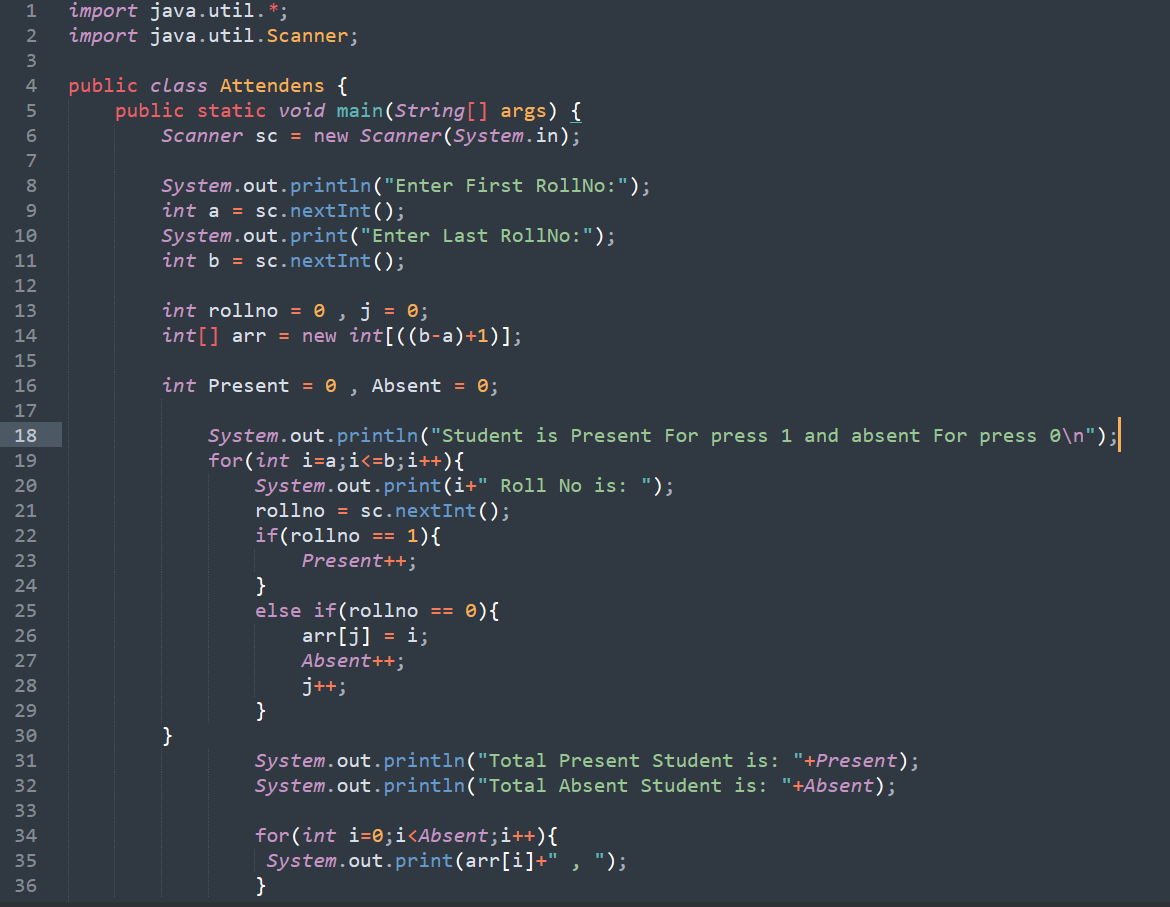 1 import java.util.*;
2 import java.util.Scanner;
3
4 public class Attendens {
5     public static void main(String[] args) {
6         Scanner sc = new Scanner(System.in);
7
8         System.out.println("Enter First RollNo:");
9         int a = sc.nextInt();
10         System.out.print("Enter Last RollNo:");
11         int b = sc.nextInt();
12
13         int rollno = 0 , j = 0;
14         int[] arr = new int[((b-a)+1)];
15
16         int Present = 0 , Absent = 0;
17
18             System.out.println("Student is Present For press 1 and absent For press 0\n");
19             for(int i=a;i<=b;i++){
20                 System.out.print(i+" Roll No is: ");
21                 rollno = sc.nextInt();
22                 if(rollno == 1){
23                     Present++;
24                 }
25                 else if(rollno == 0){
26                     arr[j] = i;
27                     Absent++;
28                     j++;
29                 }
30         }
31                 System.out.println("Total Present Student is: "+Present);
32                 System.out.println("Total Absent Student is: "+Absent);
33
34                 for(int i=0;i<Absent;i++){
35                  System.out.print(arr[i]+" , ");
36                 }